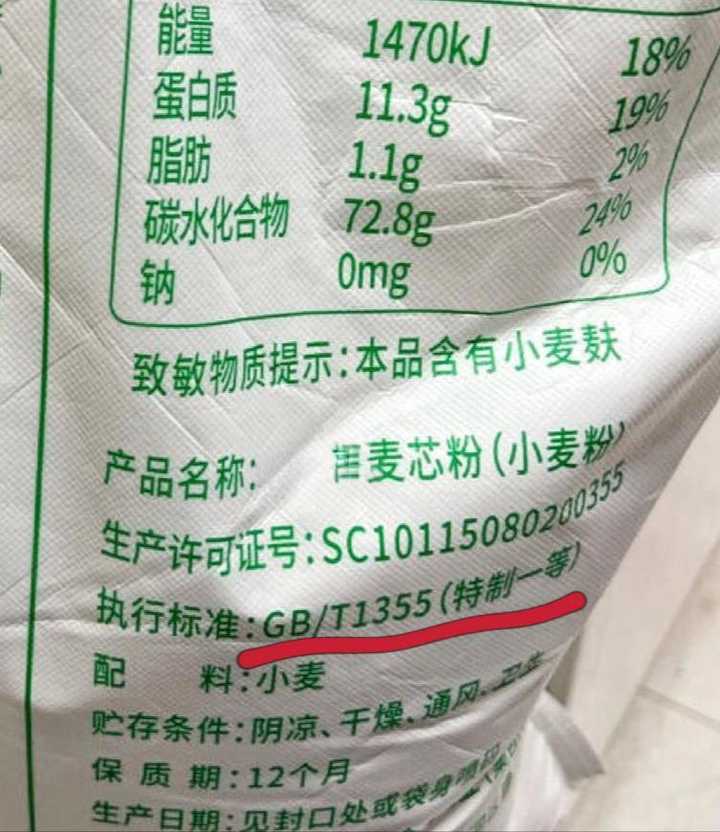 能量 1470kJ 18%
蛋白质 11.3g 19%
脂肪 1.1g 2%
碳水化合物 72.8g 24%
钠 0mg 0%
致敏物质提示:本品含有小麦麸
产品名称: 麦芯粉(小麦粉)
生产许可证号:SC10115080200355
执行标准:GB/T1355(特制一等)
配 料:小麦
贮存条件:阴凉、干燥、通风、卫生
保 质 期:12个月
生产日期:见封口处或袋身喷码